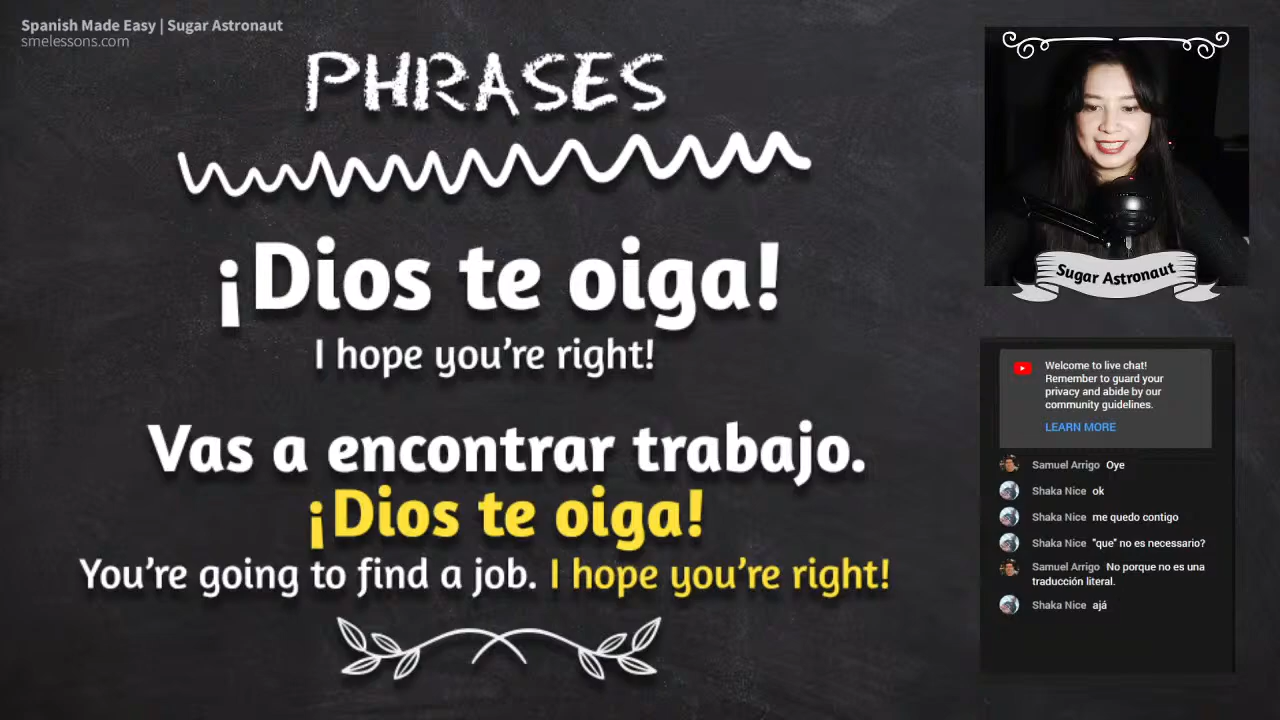 Spanish Made Easy | Sugar Astronaut
smelessons.com
PHRASES
¡Dios te oiga!
I hope you're right!
Vas a encontrar trabajo.
¡Dios te oiga!
You're going to find a job. I hope you're right!
Sugar Astronaut
Welcome to live chat!
Remember to guard your
privacy and abide by our
community guidelines.
LEARN MORE
Samuel Arrigo Oye
Shaka Nice ok
Shaka Nice me quedo contigo
Shaka Nice "que" no es necessario?
Samuel Arrigo No porque no es una
traducción literal.
Shaka Nice ajá